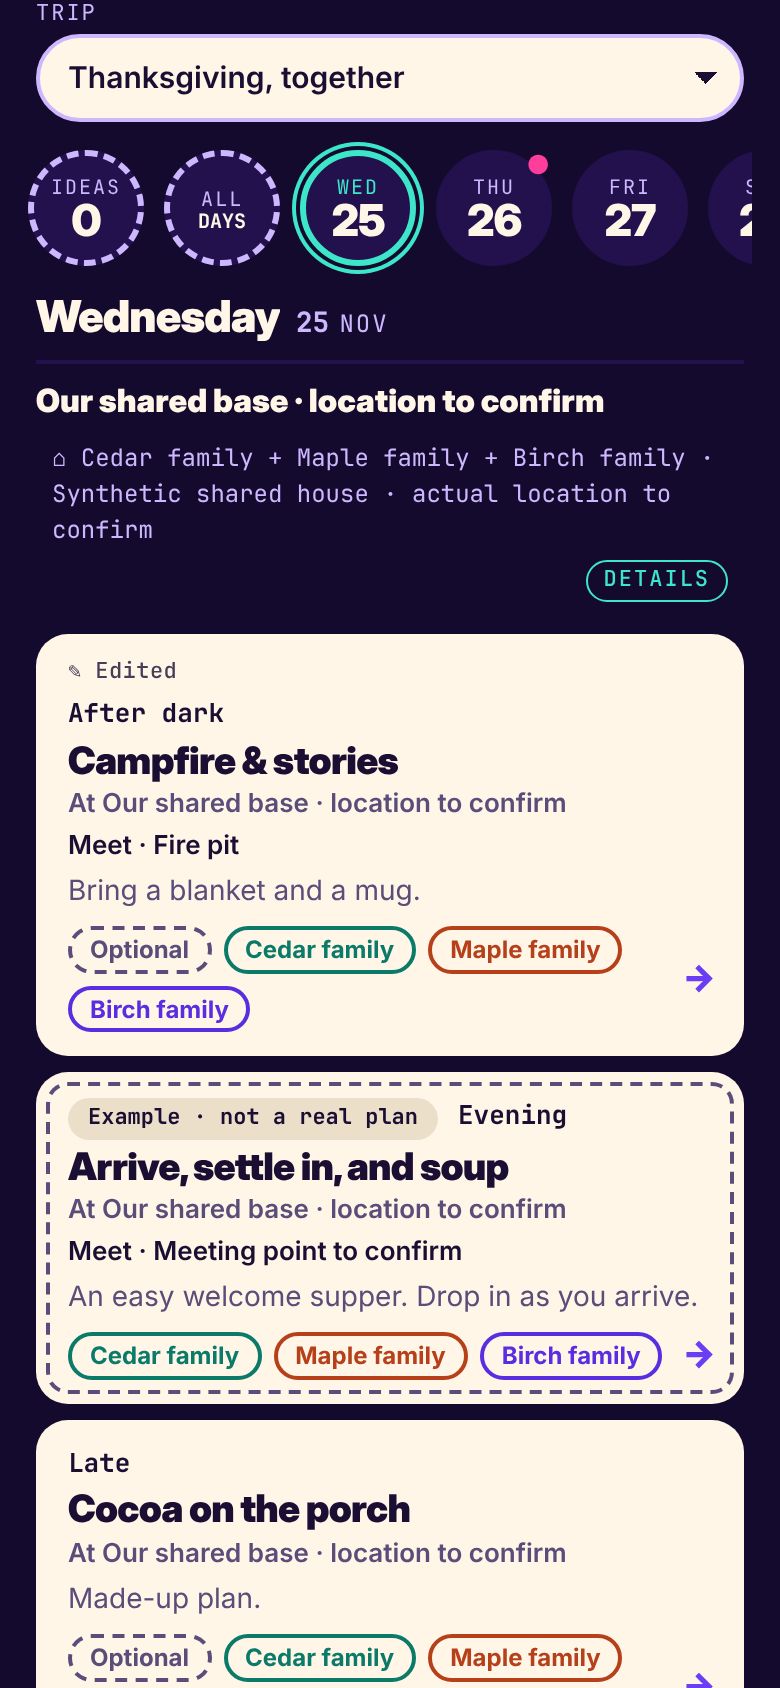 TRIP
Thanksgiving, together
IDEAS
0
ALL
DAYS
WED
25
THU
26
FRI
27
Wednesday 25 NOV
Our shared base · location to confirm
⌂ Cedar family + Maple family + Birch family ·
Synthetic shared house · actual location to
confirm
DETAILS
✎ Edited
After dark
Campfire & stories
At Our shared base · location to confirm
Meet · Fire pit
Bring a blanket and a mug.
Optional Cedar family Maple family
Birch family
→
Example · not a real plan Evening
Arrive, settle in, and soup
At Our shared base · location to confirm
Meet · Meeting point to confirm
An easy welcome supper. Drop in as you arrive.
Cedar family Maple family Birch family →
Late
Cocoa on the porch
At Our shared base · location to confirm
Made-up plan.
Optional Cedar family Maple family